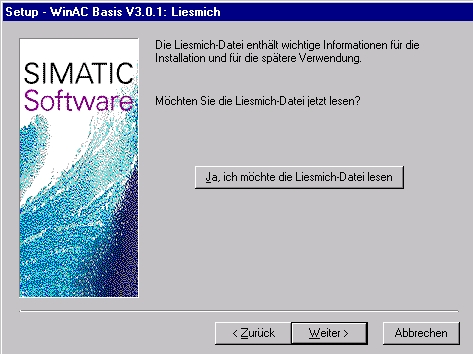 Setup - WinAC Basis V3.0.1: Liesmich
SIMATIC
Software
Die Liesmich-Datei enthält wichtige Informationen für die
Installation und für die spätere Verwendung.
Möchten Sie die Liesmich-Datei jetzt lesen?
Ja, ich möchte die Liesmich-Datei lesen
< Zurück
Weiter >
Abbrechen